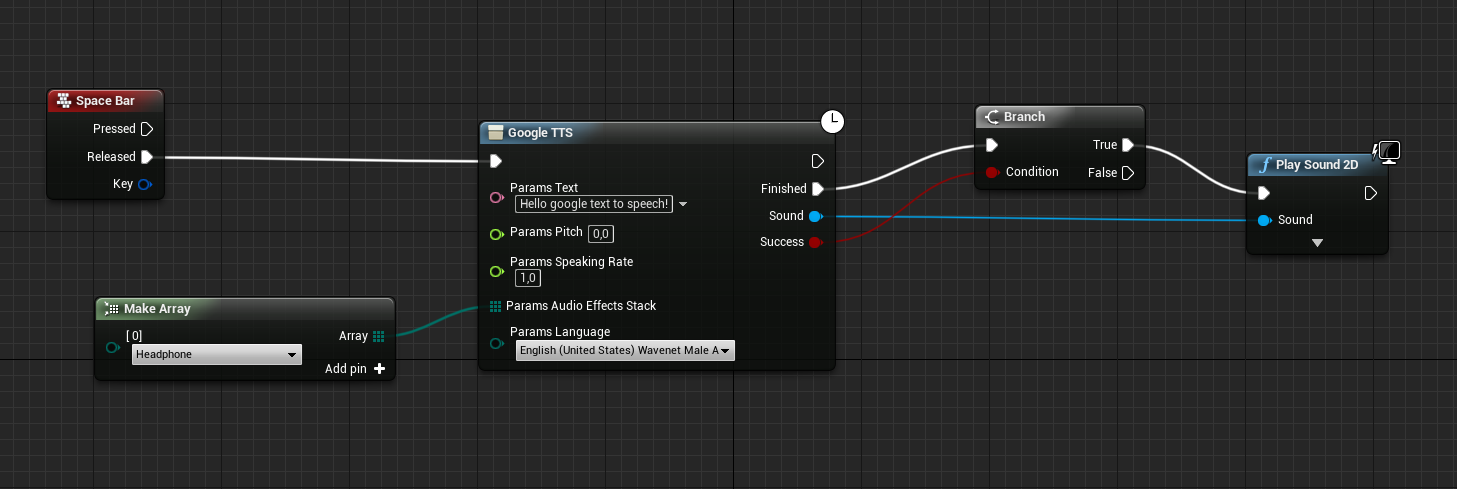 Space Bar
Pressed
Released
Key
Make Array
[ 0]
Headphone
Array
Add pin
Google TTS
Params Text
Hello google text to speech!
Params Pitch 0,0
Params Speaking Rate
1,0
Params Audio Effects Stack
Params Language
English (United States) Wavenet Male A
Finished
Sound
Success
Branch
Condition
True
False
f Play Sound 2D
Sound